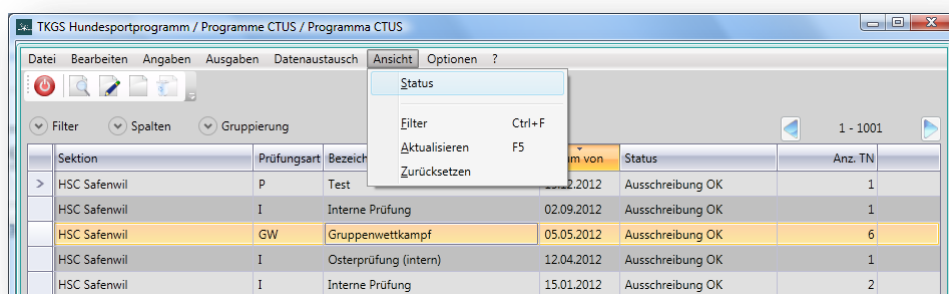 TKGS Hundesportprogramm / Programme CTUS / Programma CTUS
Datei Bearbeiten Angaben Ausgaben Datenaustausch Ansicht Optionen ?
Status
Filter Ctrl+F
Aktualisieren F5
Zurücksetzen
Filter Spalten Gruppierung 1 - 1001
Sektion Prüfungsart Bezeich m von Status Anz. TN
HSC Safenwil P Test .2012 Ausschreibung OK 1
HSC Safenwil I Interne Prüfung 02.09.2012 Ausschreibung OK 1
HSC Safenwil GW Gruppenwettkampf 05.05.2012 Ausschreibung OK 6
HSC Safenwil I Osterprüfung (intern) 12.04.2012 Ausschreibung OK 1
HSC Safenwil I Interne Prüfung 15.01.2012 Ausschreibung OK 2